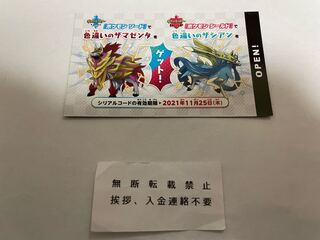 『ポケモン ソード』で
色違いのザマゼンタを
『ポケモン シールド』で
色違いのザシアンを
ゲット!
シリアルコードの有効期限▸2021年11月25日(木)
OPEN!
無断転載禁止
挨拶、入金連絡不要